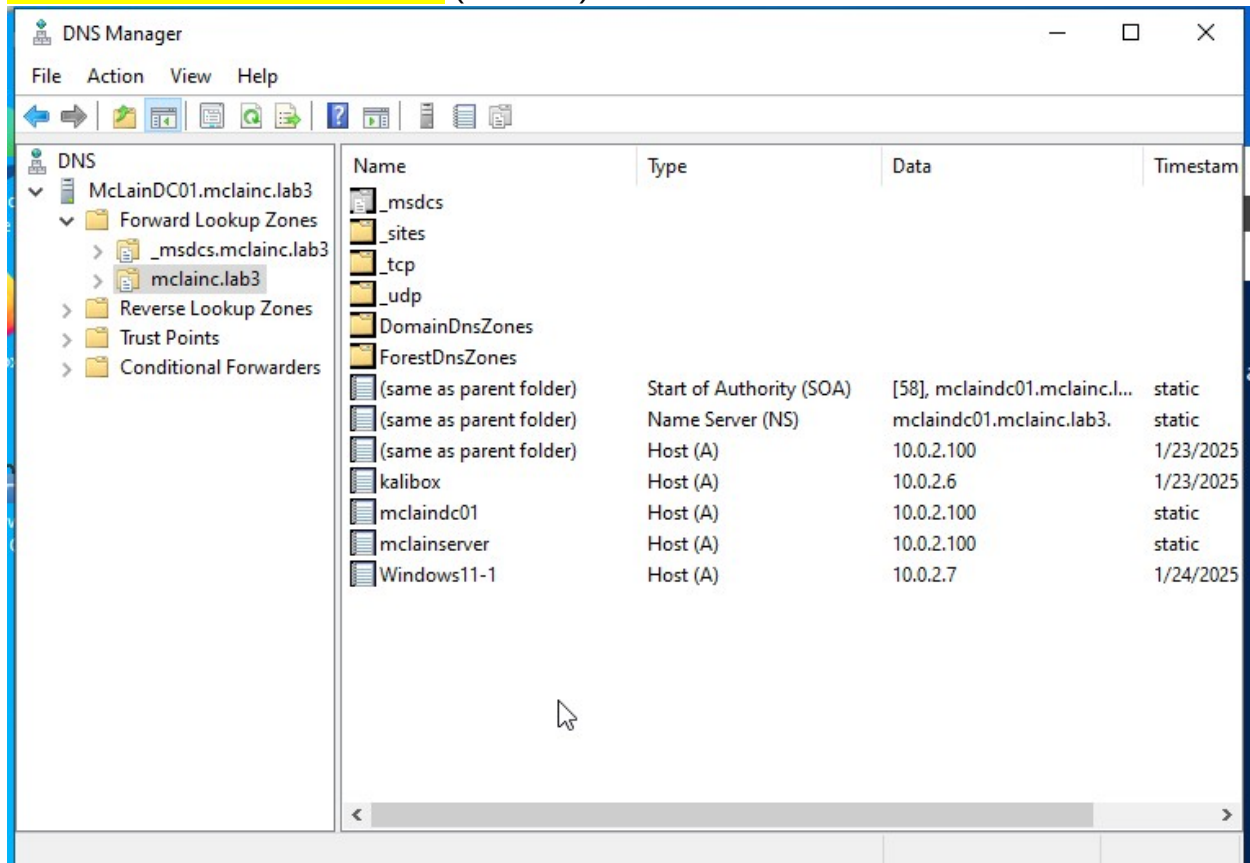 DNS Manager
File Action View Help
DNS
McLainDC01.mclainc.lab3
Forward Lookup Zones
_msdcs.mclainc.lab3
mclainc.lab3
Reverse Lookup Zones
Trust Points
Conditional Forwarders
Name Type Data Timestam
_msdcs
_sites
_tcp
_udp
DomainDnsZones
ForestDnsZones
(same as parent folder) Start of Authority (SOA) [58], mclaindc01.mclainc.l... static
(same as parent folder) Name Server (NS) mclaindc01.mclainc.lab3. static
(same as parent folder) Host (A) 10.0.2.100 1/23/2025
kalibox Host (A) 10.0.2.6 1/23/2025
mclaindc01 Host (A) 10.0.2.100 static
mclainserver Host (A) 10.0.2.100 static
Windows11-1 Host (A) 10.0.2.7 1/24/2025